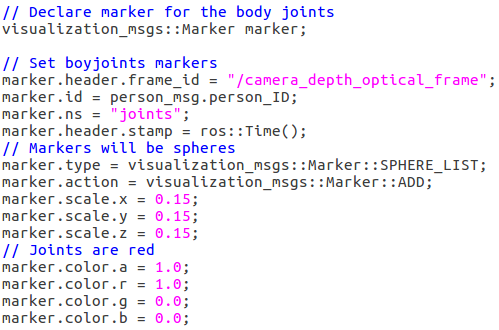 // Declare marker for the body joints
visualization_msgs::Marker marker;
// Set boyjoints markers
marker.header.frame_id = "/camera_depth_optical_frame";
marker.id = person_msg.person_ID;
marker.ns = "joints";
marker.header.stamp = ros::Time();
// Markers will be spheres
marker.type = visualization_msgs::Marker::SPHERE_LIST;
marker.action = visualization_msgs::Marker::ADD;
marker.scale.x = 0.15;
marker.scale.y = 0.15;
marker.scale.z = 0.15;
// Joints are red
marker.color.a = 1.0;
marker.color.r = 1.0;
marker.color.g = 0.0;
marker.color.b = 0.0;